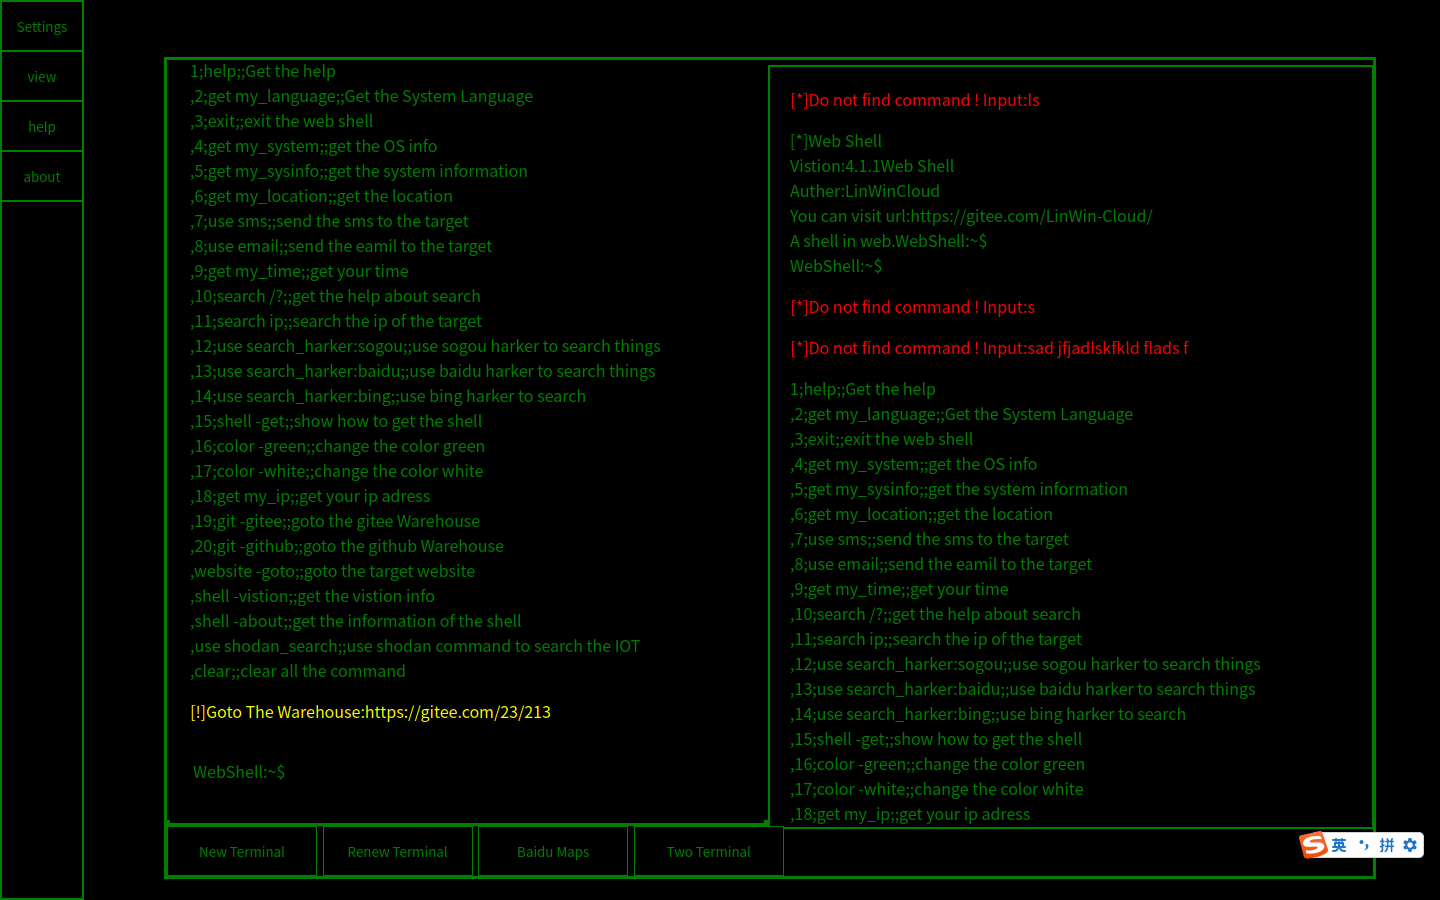 Settings
view
help
about
1;help;;Get the help
,2;get my_language;;Get the System Language
,3;exit;;exit the web shell
,4;get my_system;;get the OS info
,5;get my_sysinfo;;get the system information
,6;get my_location;;get the location
,7;use sms;;send the sms to the target
,8;use email;;send the eamil to the target
,9;get my_time;;get your time
,10;search /?;;get the help about search
,11;search ip;;search the ip of the target
,12;use search_harker:sogou;;use sogou harker to search things
,13;use search_harker:baidu;;use baidu harker to search things
,14;use search_harker:bing;;use bing harker to search
,15;shell -get;;show how to get the shell
,16;color -green;;change the color green
,17;color -white;;change the color white
,18;get my_ip;;get your ip adress
,19;git -gitee;;goto the gitee Warehouse
,20;git -github;;goto the github Warehouse
,website -goto;;goto the target website
,shell -vistion;;get the vistion info
,shell -about;;get the information of the shell
,use shodan_search;;use shodan command to search the IOT
,clear;;clear all the command
[!]Goto The Warehouse:https://gitee.com/23/213
WebShell:~$
[*]Do not find command ! Input:ls
[*]Web Shell
Vistion:4.1.1Web Shell
Auther:LinWinCloud
You can visit url:https://gitee.com/LinWin-Cloud/
A shell in web.WebShell:~$
WebShell:~$
[*]Do not find command ! Input:s
[*]Do not find command ! Input:sad jfjadlskfkld flads f
1;help;;Get the help
,2;get my_language;;Get the System Language
,3;exit;;exit the web shell
,4;get my_system;;get the OS info
,5;get my_sysinfo;;get the system information
,6;get my_location;;get the location
,7;use sms;;send the sms to the target
,8;use email;;send the eamil to the target
,9;get my_time;;get your time
,10;search /?;;get the help about search
,11;search ip;;search the ip of the target
,12;use search_harker:sogou;;use sogou harker to search things
,13;use search_harker:baidu;;use baidu harker to search things
,14;use search_harker:bing;;use bing harker to search
,15;shell -get;;show how to get the shell
,16;color -green;;change the color green
,17;color -white;;change the color white
,18;get my_ip;;get your ip adress
New Terminal
Renew Terminal
Baidu Maps
Two Terminal
S 英 拼